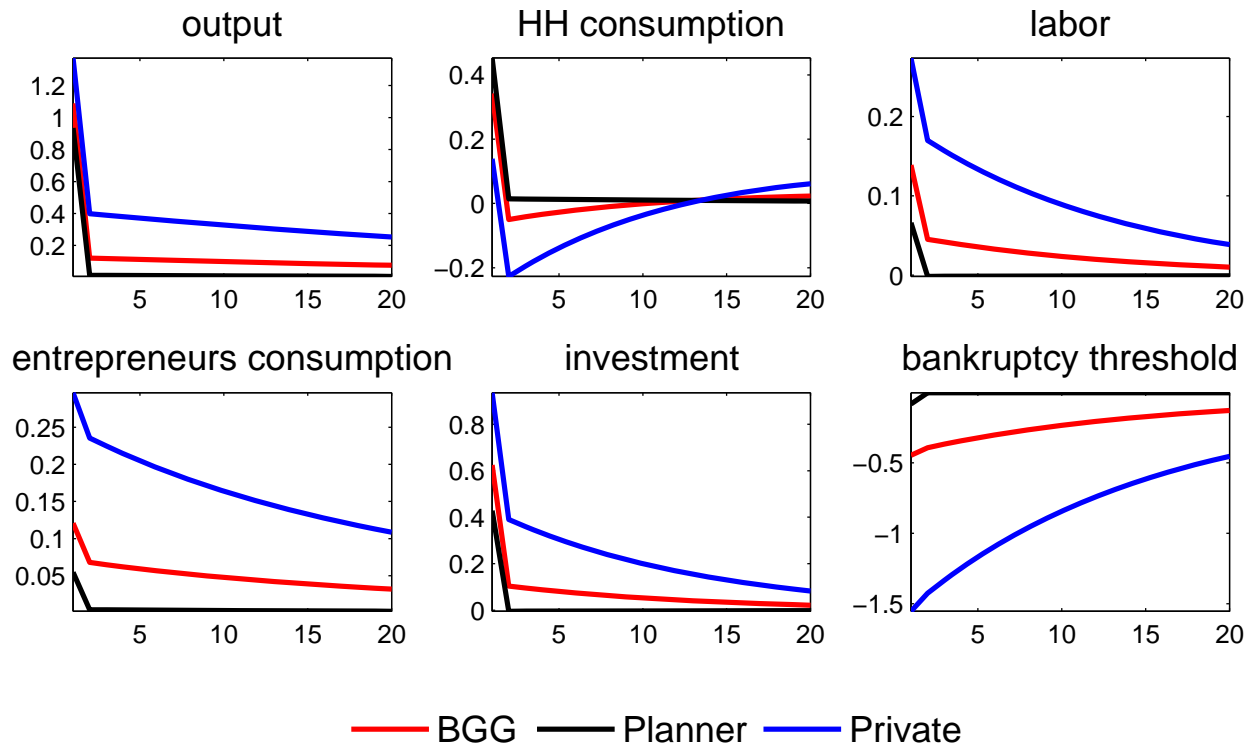 output HH consumption labor
1.2 0.4 0.2
1
0.8 0.2
0.6 0.1
0.4 0
0.2
−0.2 0
5 10 15 20 5 10 15 20 5 10 15 20
entrepreneurs consumption investment bankruptcy threshold
0.25 0.8 −0.5
0.2 0.6
0.15 0.4 −1
0.1
0.05 0.2
0 −1.5
5 10 15 20 5 10 15 20 5 10 15 20
BGG Planner Private